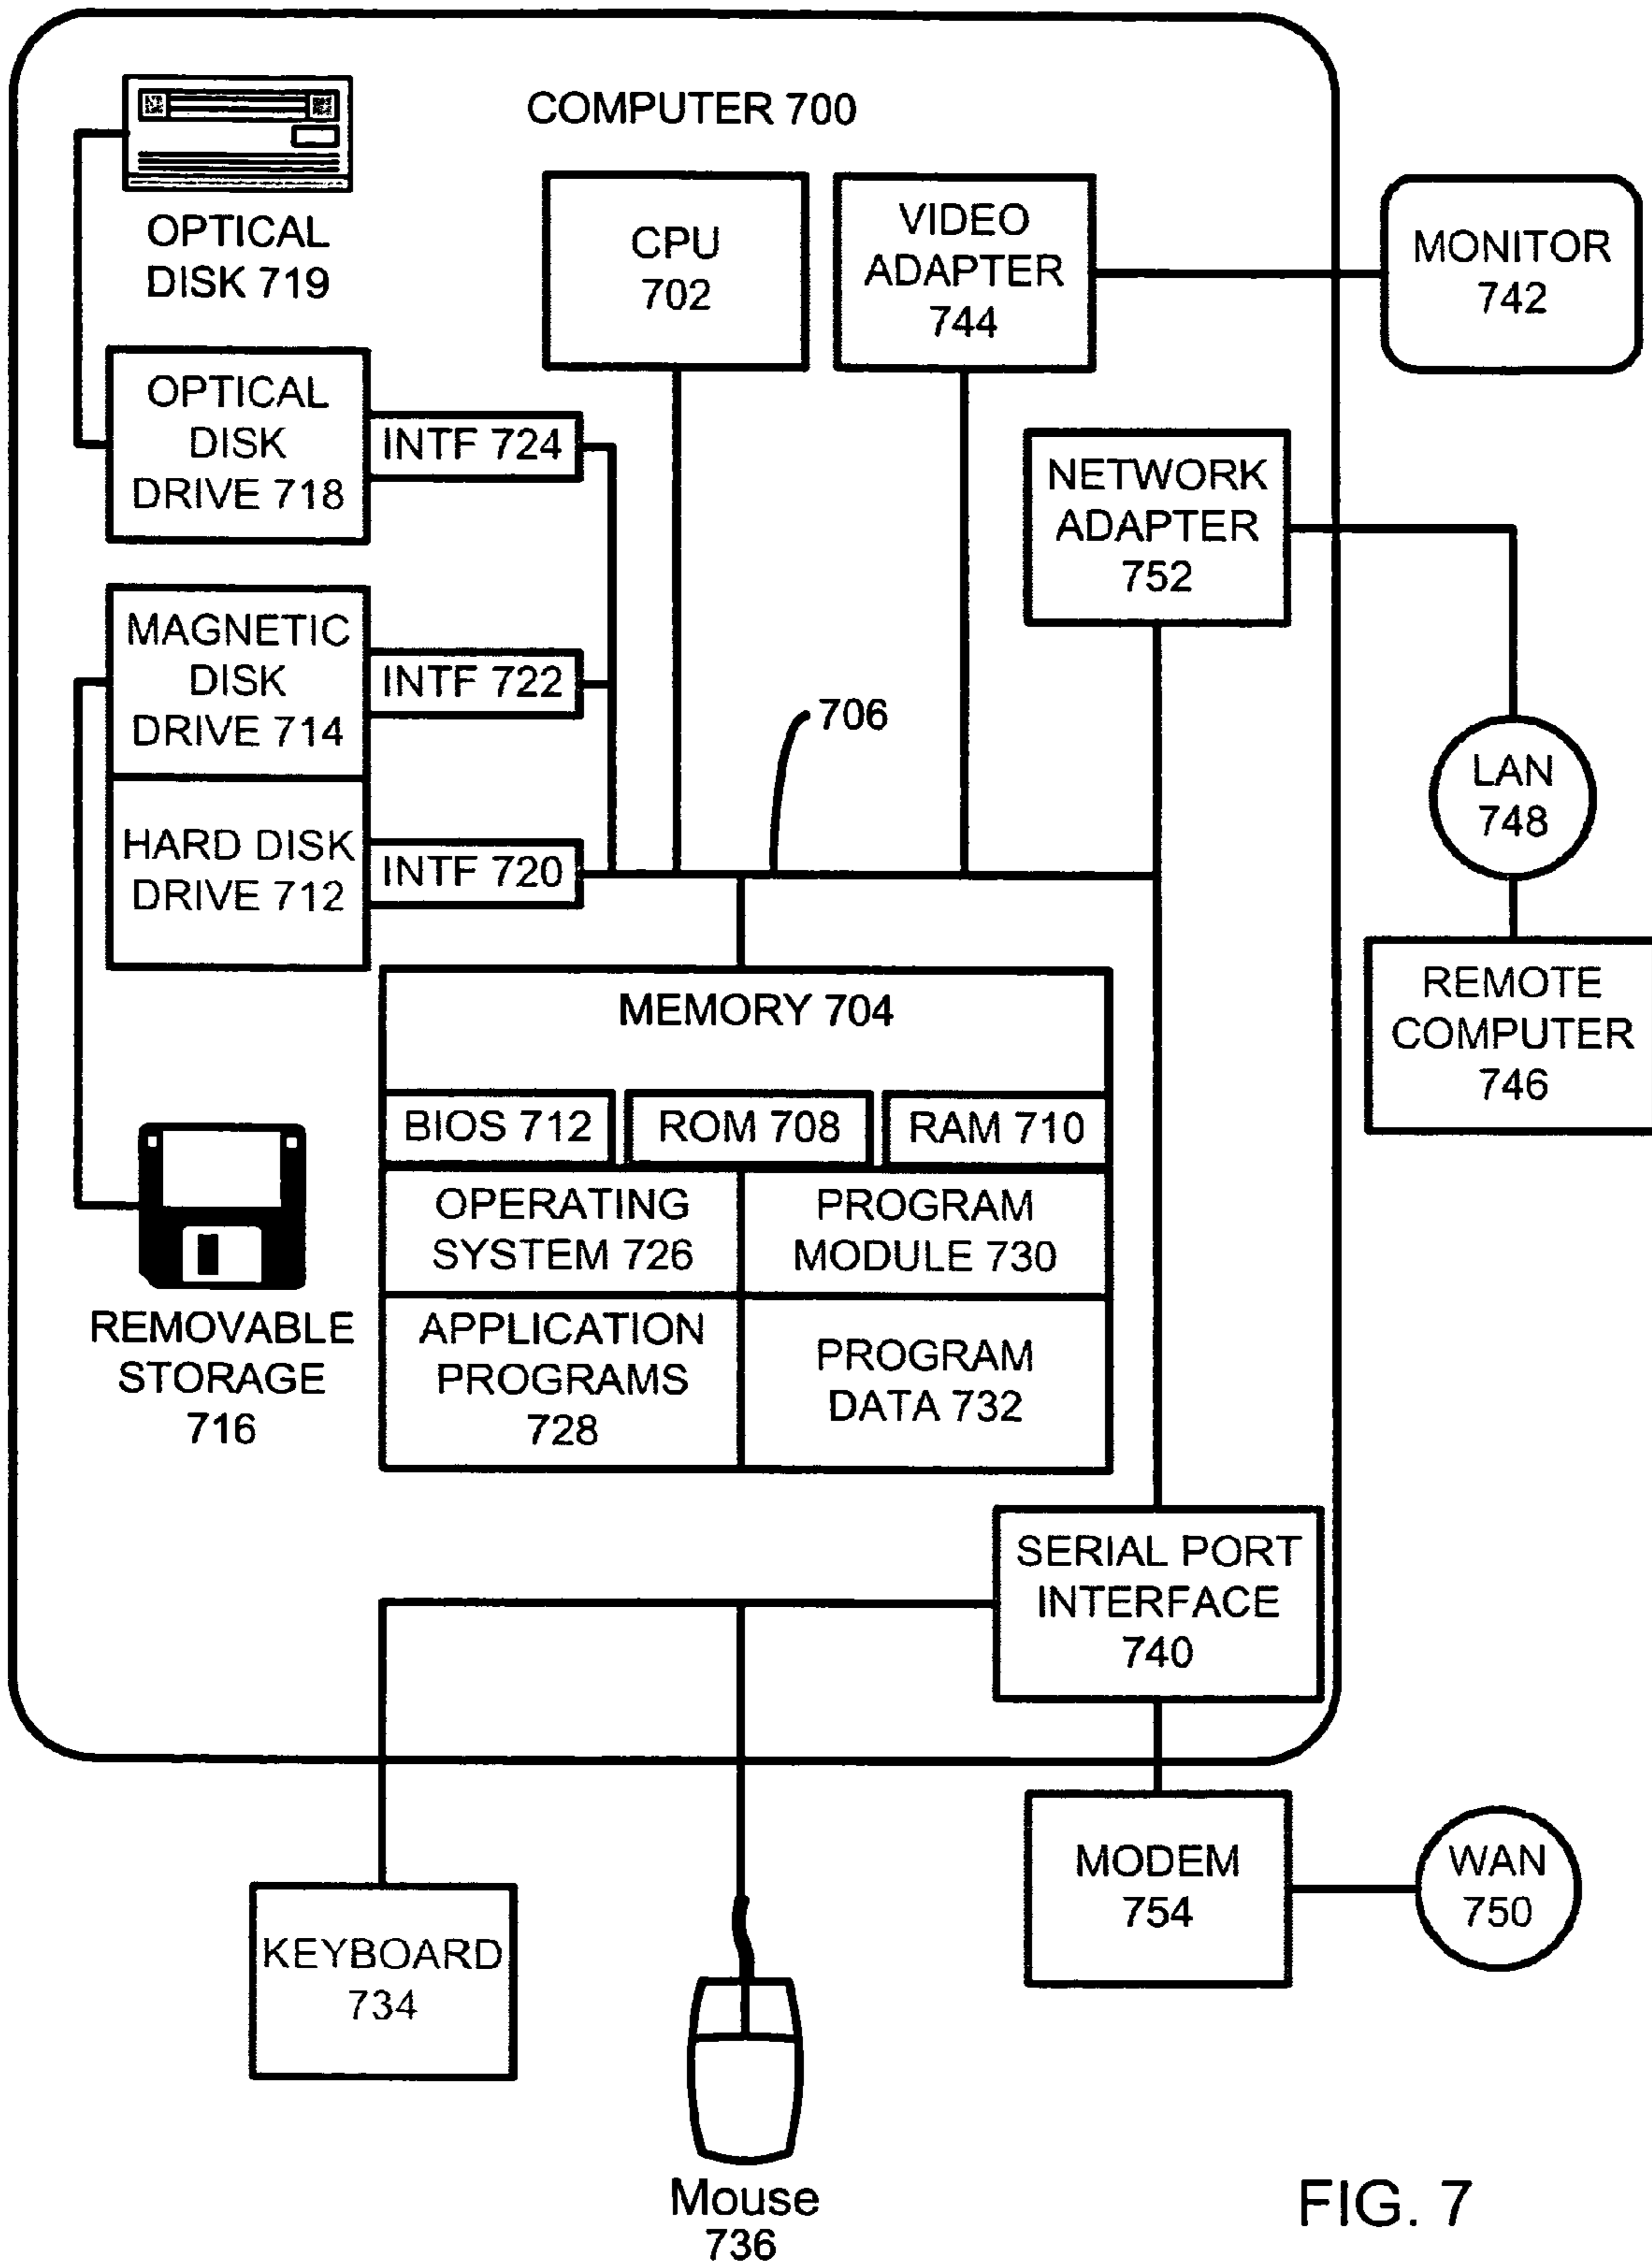 COMPUTER 700
OPTICAL
DISK 719
CPU
702
VIDEO
ADAPTER
744
MONITOR
742
OPTICAL
DISK
DRIVE 718
INTF 724
NETWORK
ADAPTER
752
MAGNETIC
DISK
DRIVE 714
INTF 722
706
LAN
748
HARD DISK
DRIVE 712
INTF 720
REMOTE
COMPUTER
746
MEMORY 704
BIOS 712
ROM 708
RAM 710
OPERATING
SYSTEM 726
PROGRAM
MODULE 730
REMOVABLE
STORAGE
716
APPLICATION
PROGRAMS
728
PROGRAM
DATA 732
SERIAL PORT
INTERFACE
740
MODEM
754
WAN
750
KEYBOARD
734
Mouse
736
FIG. 7